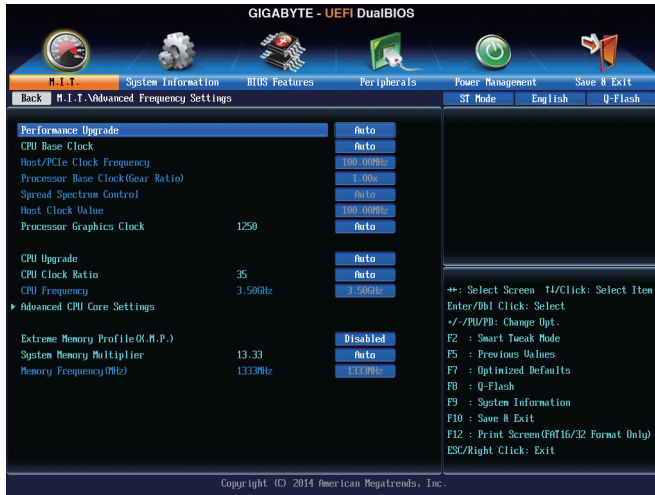 GIGABYTE - UEFI DualBIOS
M.I.T. System Information BIOS Features Peripherals Power Management Save & Exit
Back M.I.T.\Advanced Frequency Settings ST Mode English Q-Flash
Performance Upgrade Auto
CPU Base Clock Auto
Host/PCIe Clock Frequency 100.00MHz
Processor Base Clock(Gear Ratio) 1.00x
Spread Spectrum Control Auto
Host Clock Value 100.00MHz
Processor Graphics Clock 1250 Auto
CPU Upgrade Auto
CPU Clock Ratio 35 Auto
CPU Frequency 3.50GHz 3.50GHz
Advanced CPU Core Settings
Extreme Memory Profile(X.M.P.) Disabled
System Memory Multiplier 13.33 Auto
Memory Frequency(MHz) 1333MHz 1333MHz
→←: Select Screen ↑↓/Click: Select Item
Enter/Dbl Click: Select
+/-/PU/PD: Change Opt.
F2 : Smart Tweak Mode
F5 : Previous Values
F7 : Optimized Defaults
F8 : Q-Flash
F9 : System Information
F10 : Save & Exit
F12 : Print Screen(FAT16/32 Format Only)
ESC/Right Click: Exit
Copyright (C) 2014 American Megatrends, Inc.